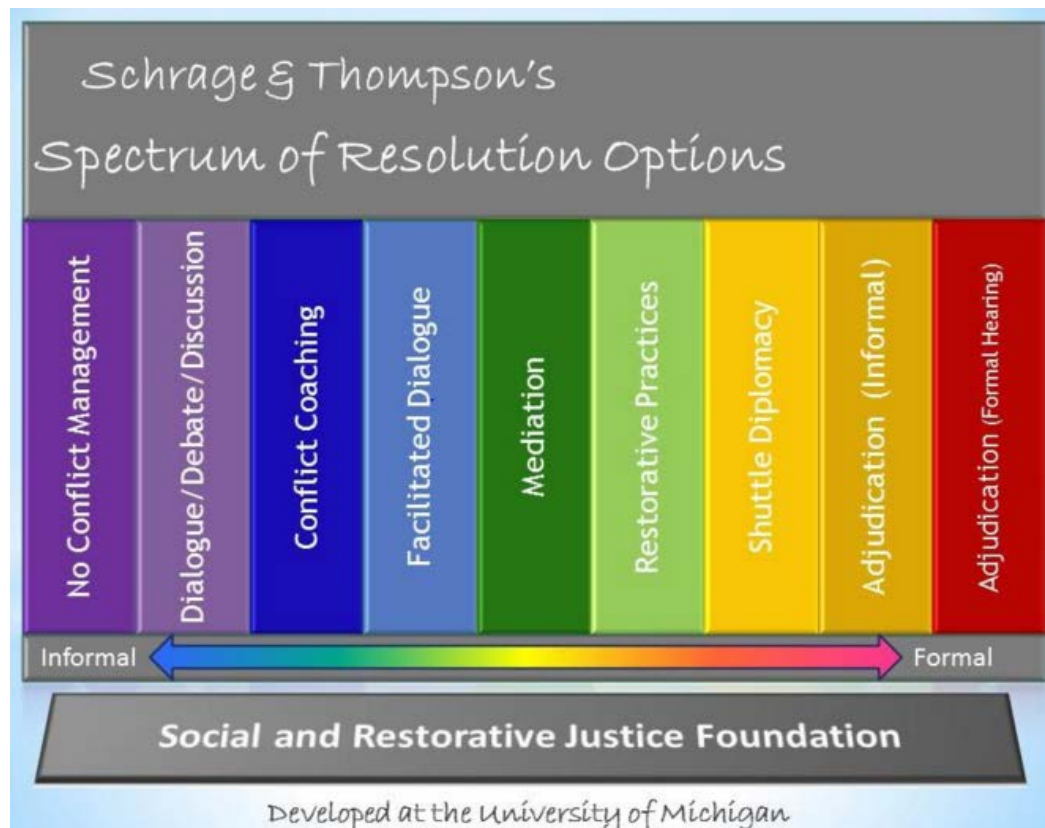 Schrage & Thompson's
Spectrum of Resolution Options
No Conflict Management
Dialogue/Debate/Discussion
Conflict Coaching
Facilitated Dialogue
Mediation
Restorative Practices
Shuttle Diplomacy
Adjudication (Informal)
Adjudication (Formal Hearing)
Informal
Formal
Social and Restorative Justice Foundation
Developed at the University of Michigan